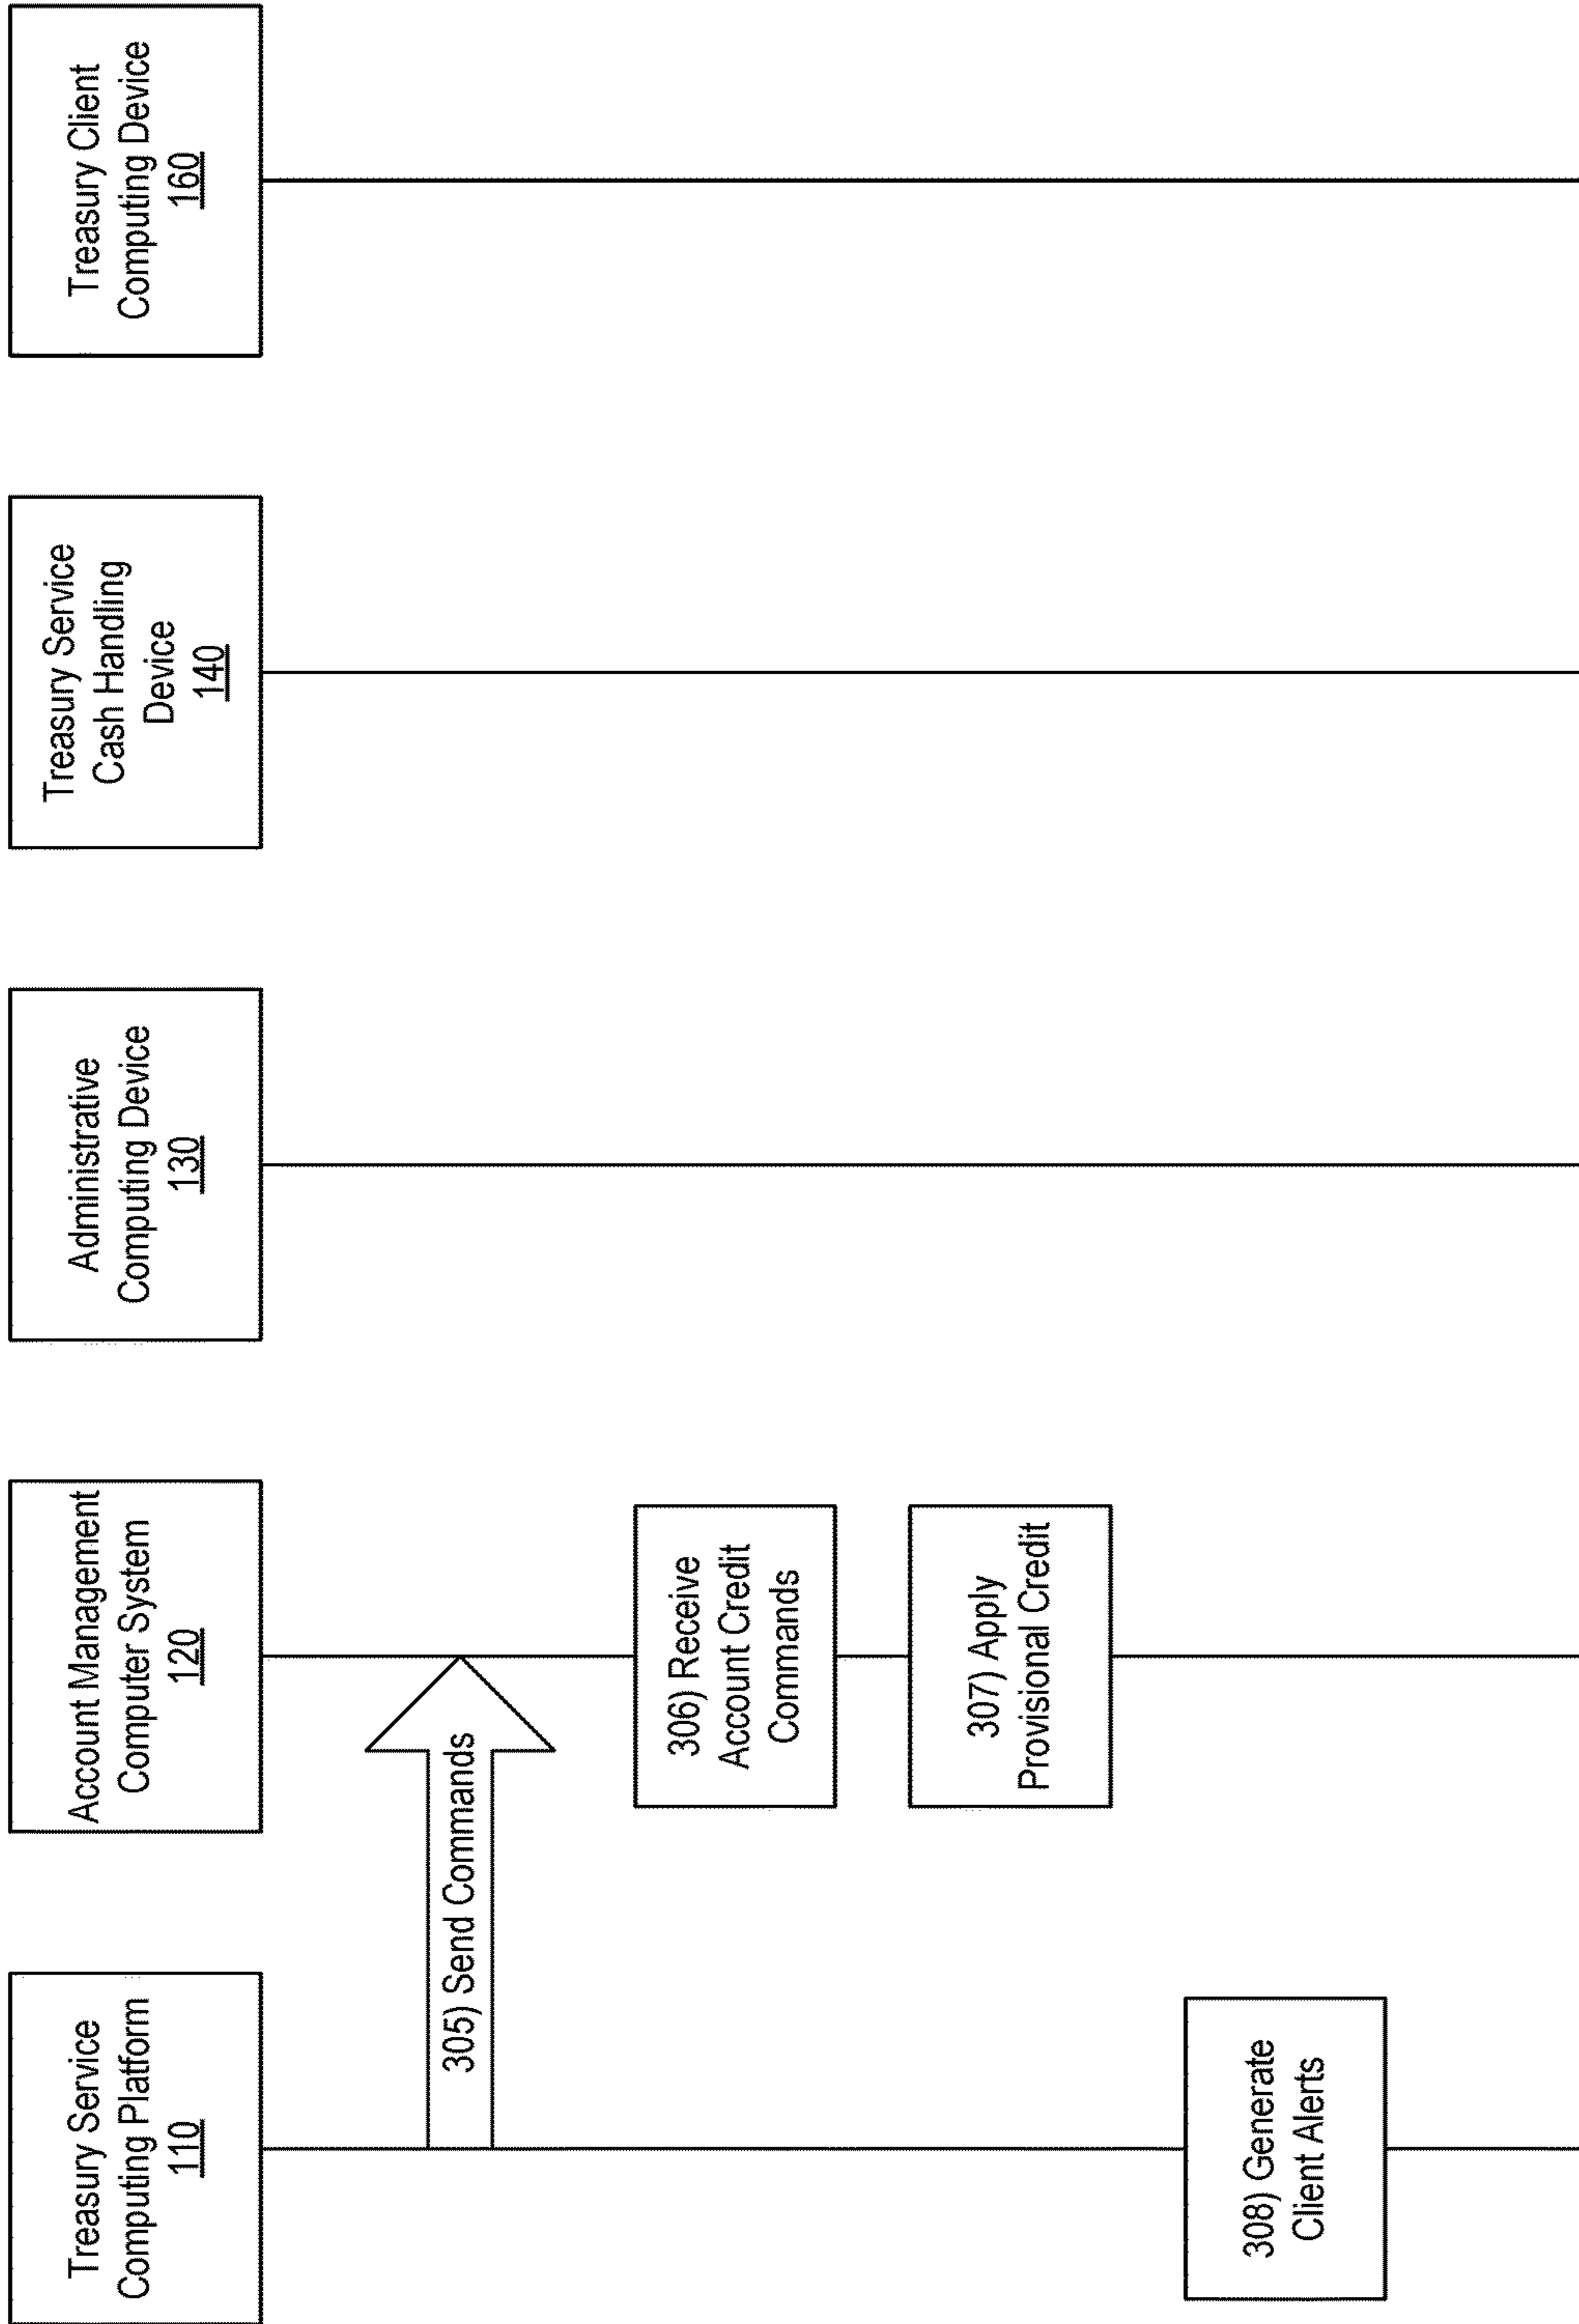 Treasury Service
Computing Platform
110
Account Management
Computer System
120
Administrative
Computing Device
130
Treasury Service
Cash Handling
Device
140
Treasury Client
Computing Device
160
305) Send Commands
306) Receive
Account Credit
Commands
307) Apply
Provisional Credit
308) Generate
Client Alerts